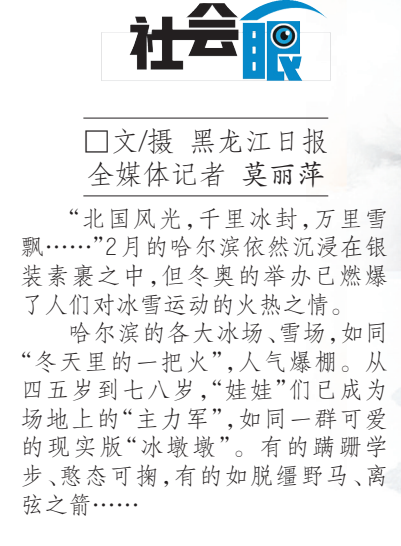 社会眼
□文/摄 黑龙江日报
全媒体记者 莫丽萍
“北国风光,千里冰封,万里雪
飘……”2月的哈尔滨依然沉浸在银
装素裹之中,但冬奥的举办已燃爆
了人们对冰雪运动的火热之情。
哈尔滨的各大冰场、雪场,如同
“冬天里的一把火”,人气爆棚。从
四五岁到七八岁,“娃娃”们已成为
场地上的“主力军”,如同一群可爱
的现实版“冰墩墩”。有的蹒跚学
步、憨态可掬,有的如脱缰野马、离
弦之箭……